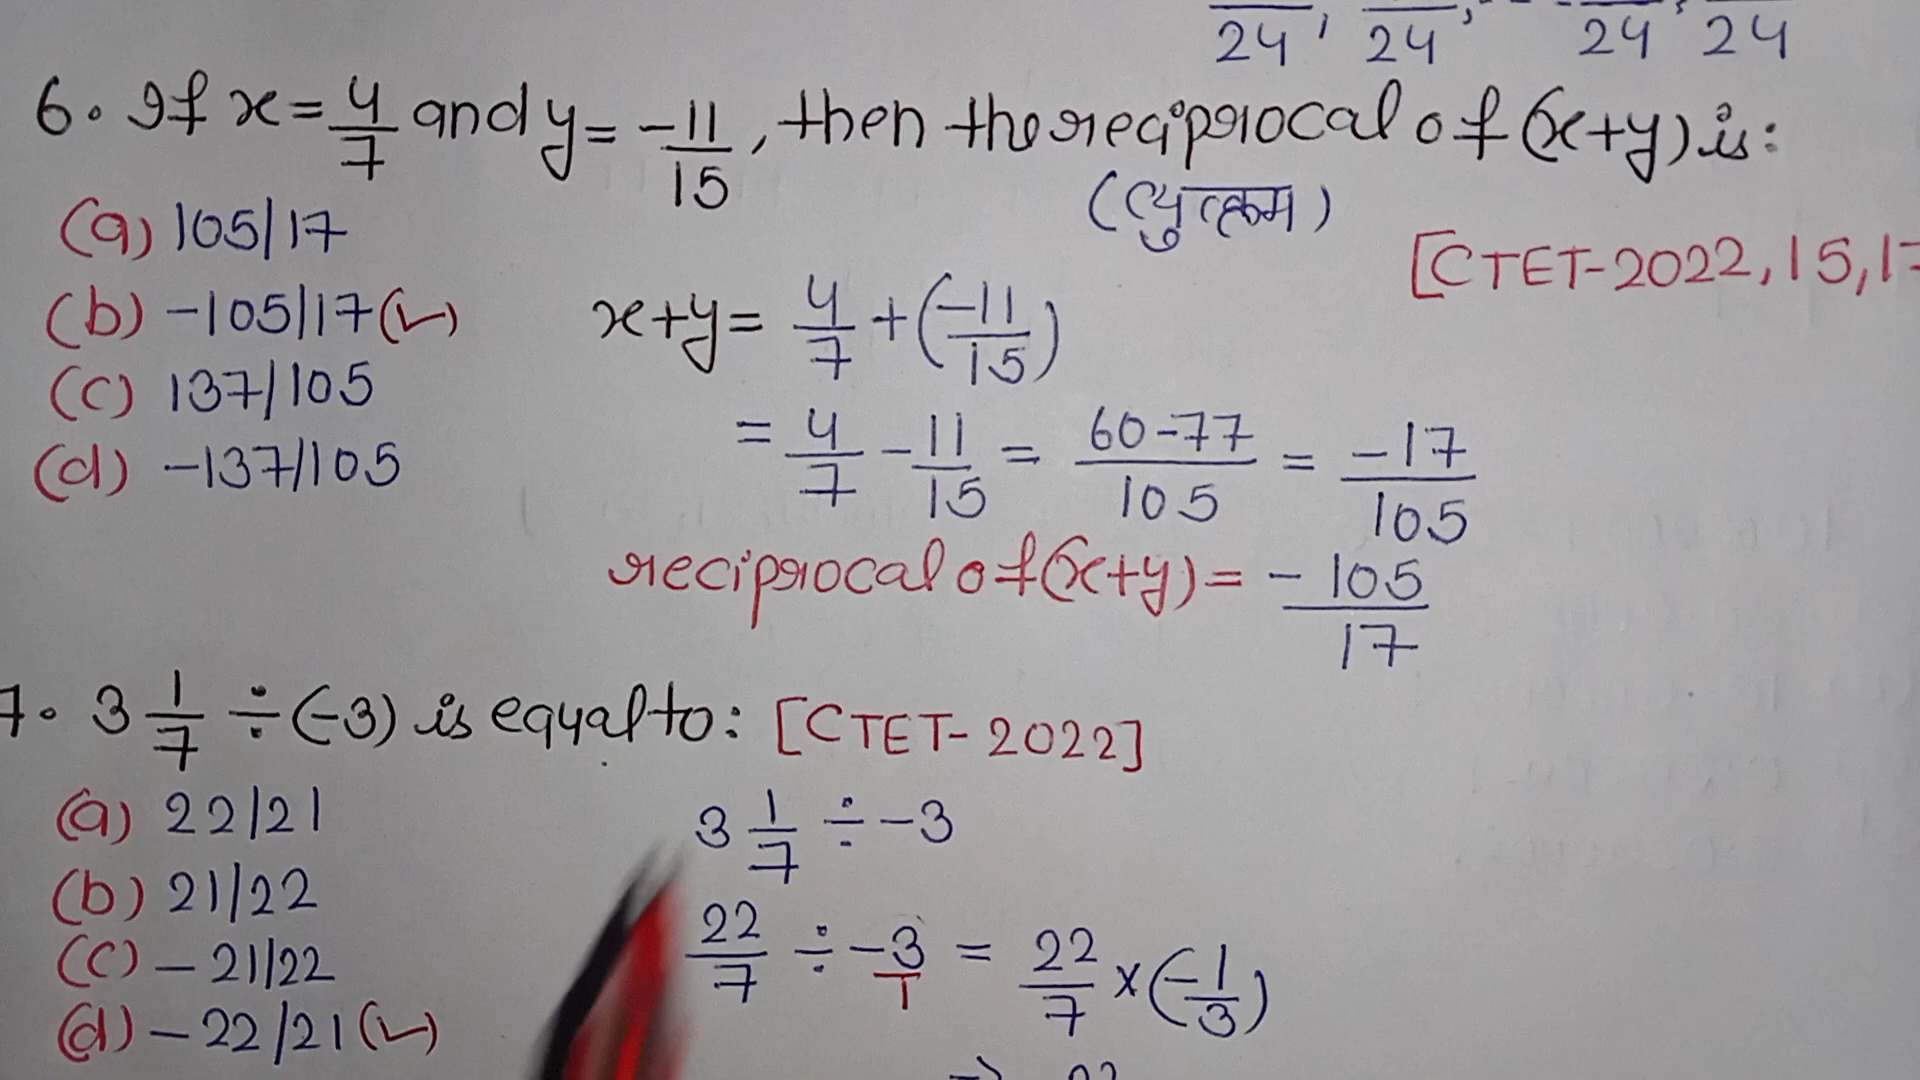 24, 24, - - 24, 24
6. If x = 4/7 and y = -11/15, then the reciprocal of (x+y) is:
(व्युत्क्रम)
(a) 105/17
[CTET-2022, 15, 17
(b) -105/17 (✓)
x+y = 4/7 + (-11/15)
(c) 137/105
= 4/7 - 11/15 = 60-77/105 = -17/105
(d) -137/105
reciprocal of (x+y) = -105/17
7. 3 1/7 ÷ (-3) is equal to: [CTET-2022]
(a) 22/21
3 1/7 ÷ -3
(b) 21/22
22/7 ÷ -3/1 = 22/7 × (-1/3)
(c) -21/22
(d) -22/21 (✓)